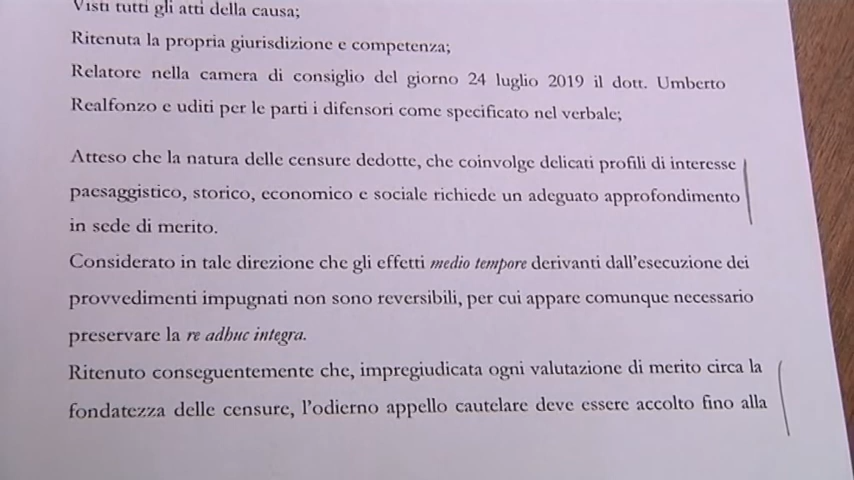 Visti tutti gli atti della causa;
Ritenuta la propria giurisdizione e competenza;
Relatore nella camera di consiglio del giorno 24 luglio 2019 il dott. Umberto
Realfonzo e uditi per le parti i difensori come specificato nel verbale;
Atteso che la natura delle censure dedotte, che coinvolge delicati profili di interesse
paesaggistico, storico, economico e sociale richiede un adeguato approfondimento
in sede di merito.
Considerato in tale direzione che gli effetti medio tempore derivanti dall'esecuzione dei
provvedimenti impugnati non sono reversibili, per cui appare comunque necessario
preservare la re adhuc integra.
Ritenuto conseguentemente che, impregiudicata ogni valutazione di merito circa la
fondatezza delle censure, l'odierno appello cautelare deve essere accolto fino alla